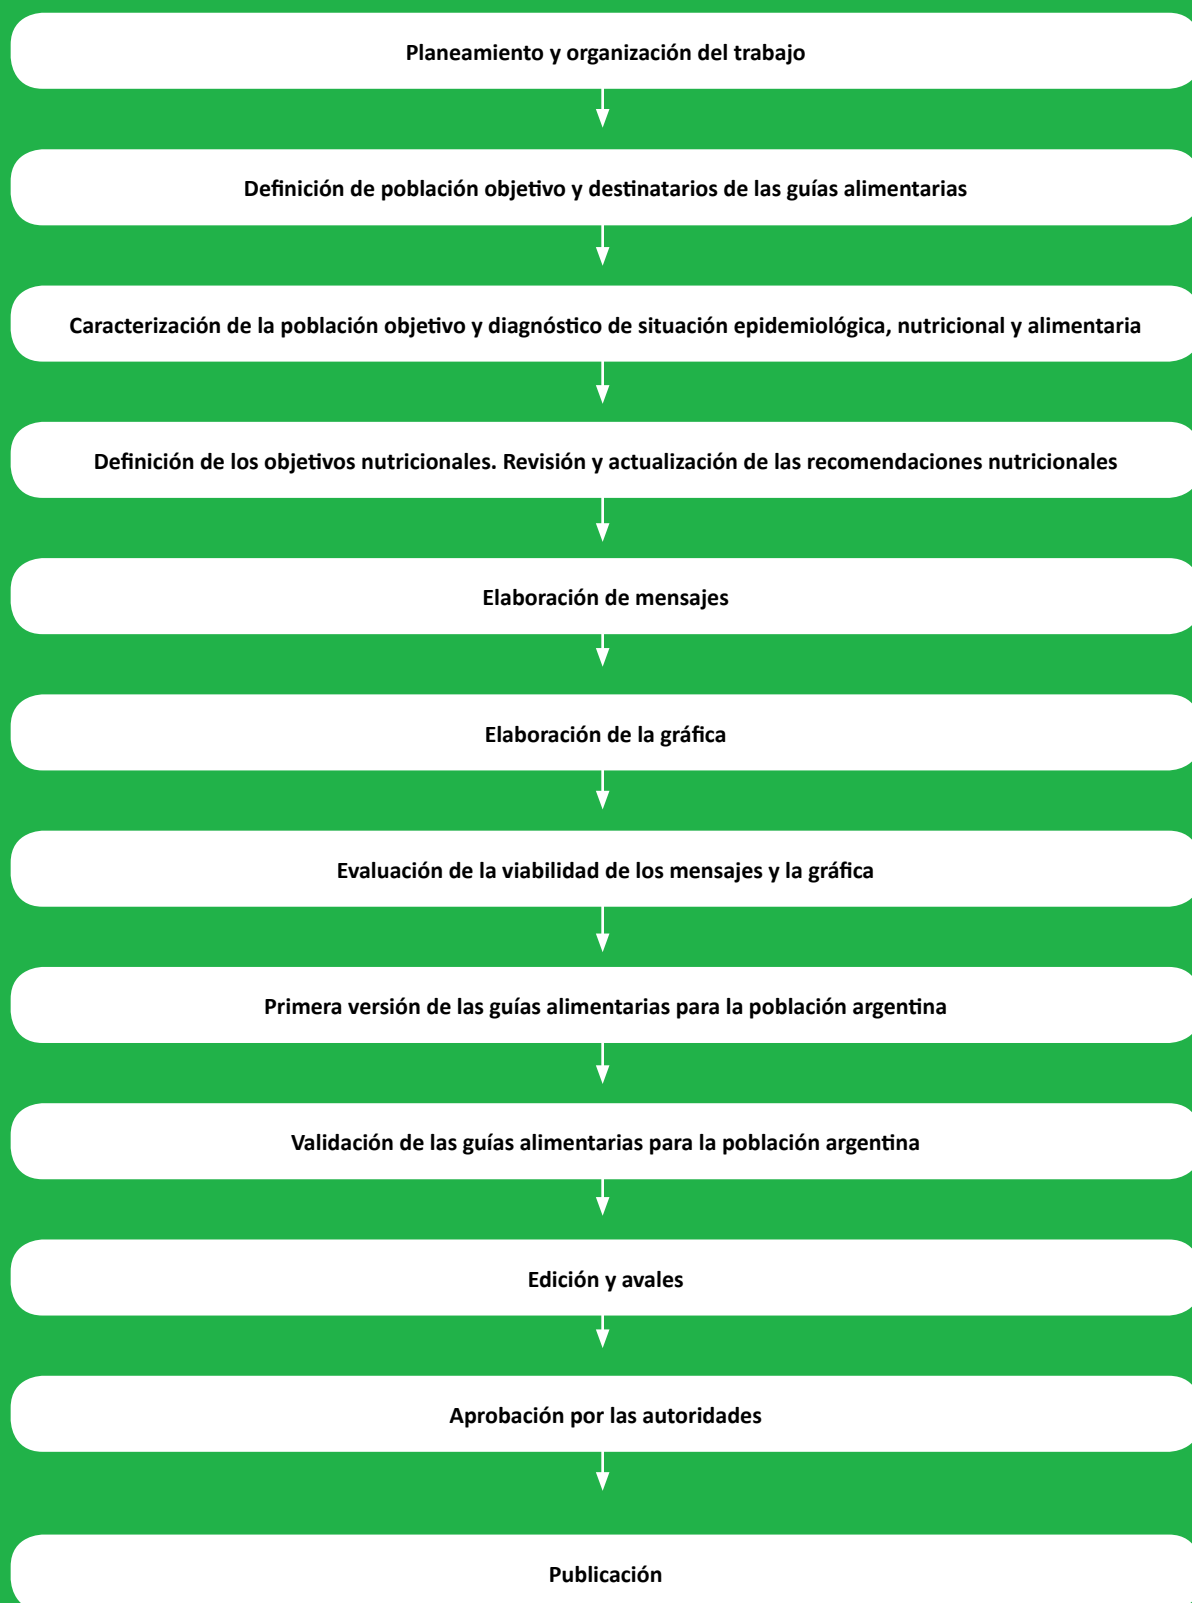 Planeamiento y organización del trabajo
Definición de población objetivo y destinatarios de las guías alimentarias
Caracterización de la población objetivo y diagnóstico de situación epidemiológica, nutricional y alimentaria
Definición de los objetivos nutricionales. Revisión y actualización de las recomendaciones nutricionales
Elaboración de mensajes
Elaboración de la gráfica
Evaluación de la viabilidad de los mensajes y la gráfica
Primera versión de las guías alimentarias para la población argentina
Validación de las guías alimentarias para la población argentina
Edición y avales
Aprobación por las autoridades
Publicación